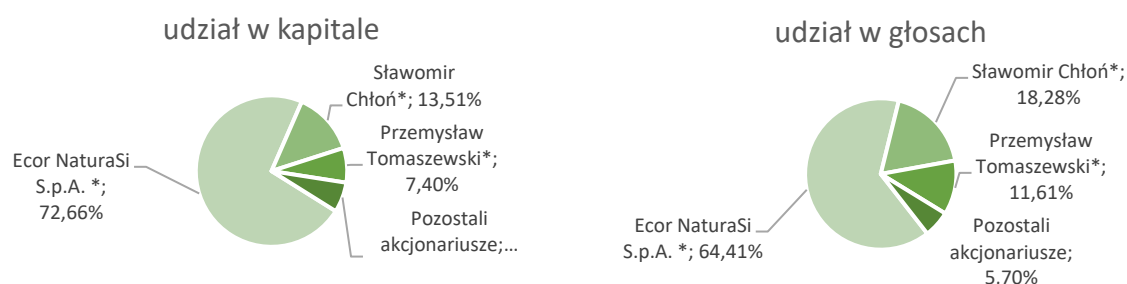 udział w kapitale
Sławomir
Chłoń*; 13,51%
Przemysław
Tomaszewski*;
7,40%
Ecor NaturaSi
S.p.A. *;
72,66%
Pozostali
akcjonariusze;...
udział w głosach
Sławomir Chłoń*;
18,28%
Przemysław
Tomaszewski*;
11,61%
Ecor NaturaSi
S.p.A. *; 64,41%
Pozostali
akcjonariusze;
5,70%